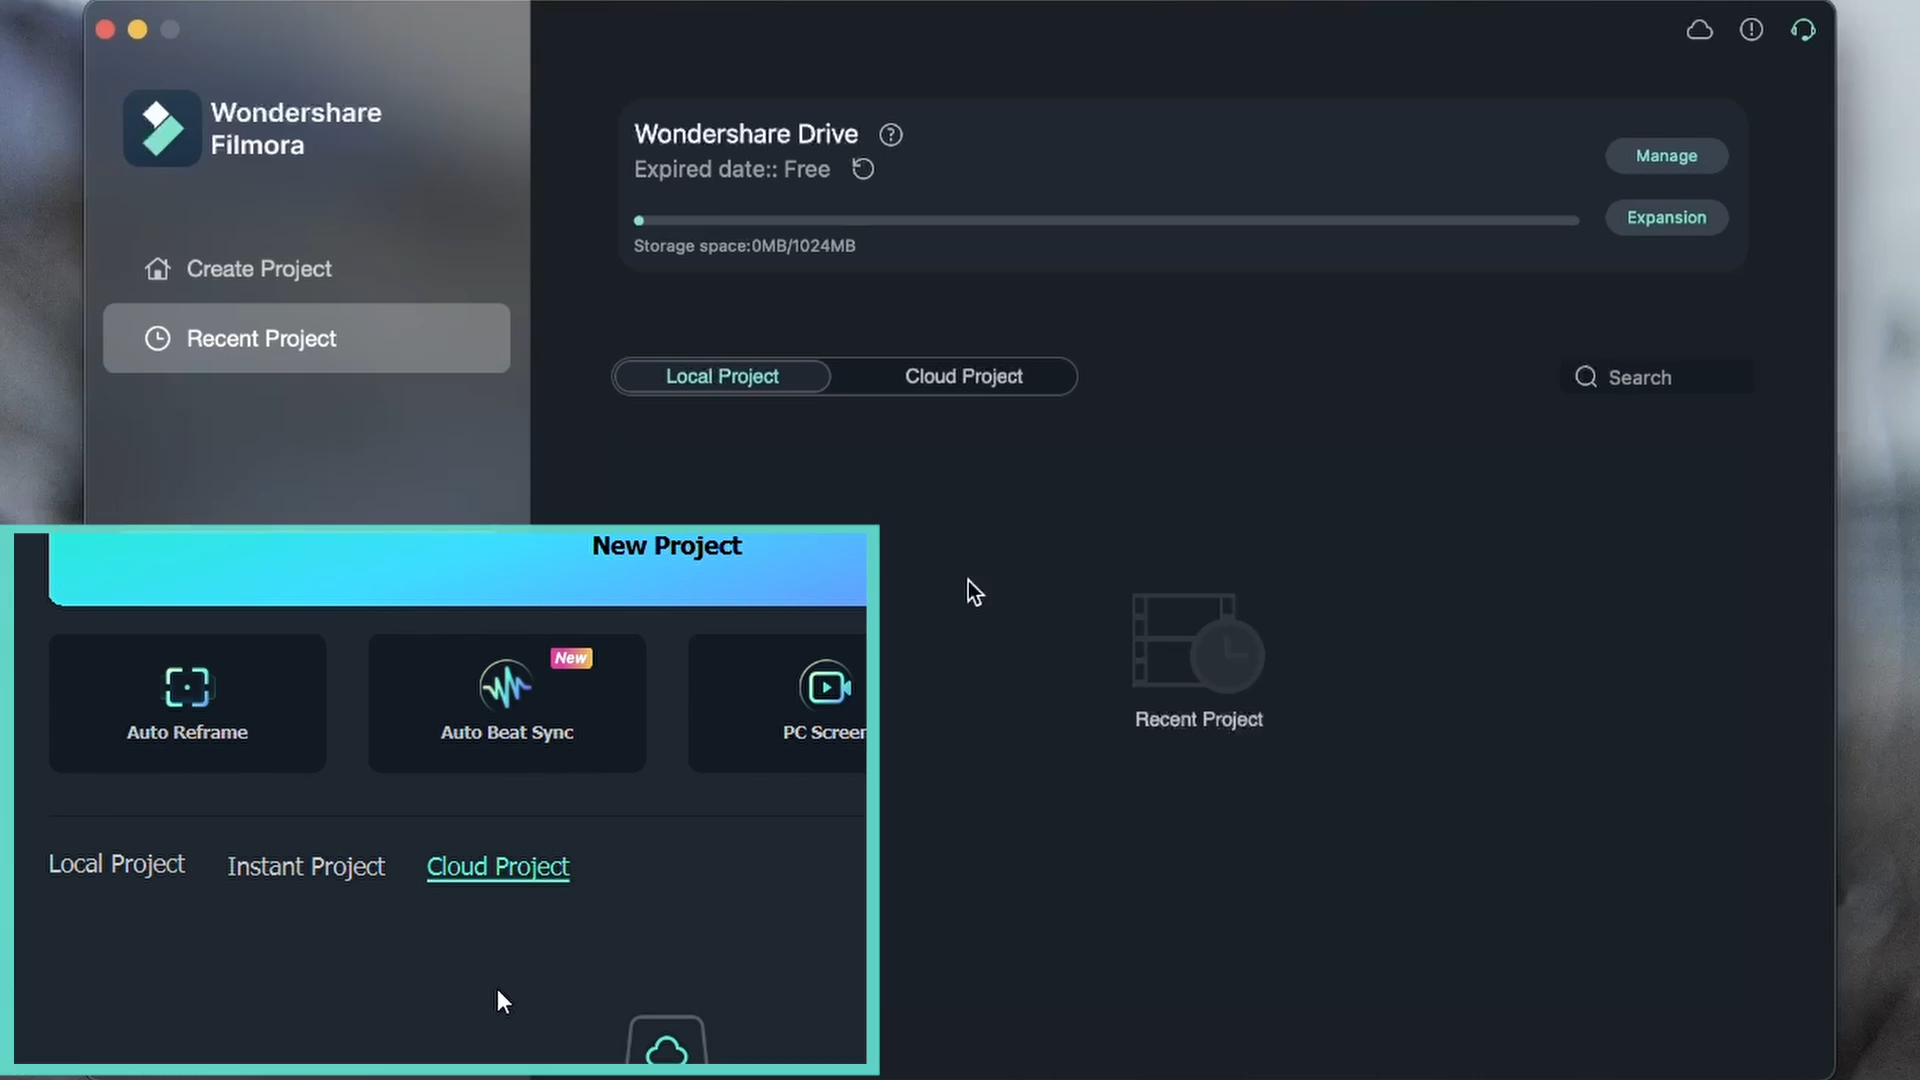 Wondershare
Filmora
Create Project
Recent Project
Wondershare Drive
Expired date:: Free
Manage
Expansion
Storage space:0MB/1024MB
Local Project
Cloud Project
Search
Recent Project
New Project
New
Auto Reframe
Auto Beat Sync
PC Screen
Local Project
Instant Project
Cloud Project